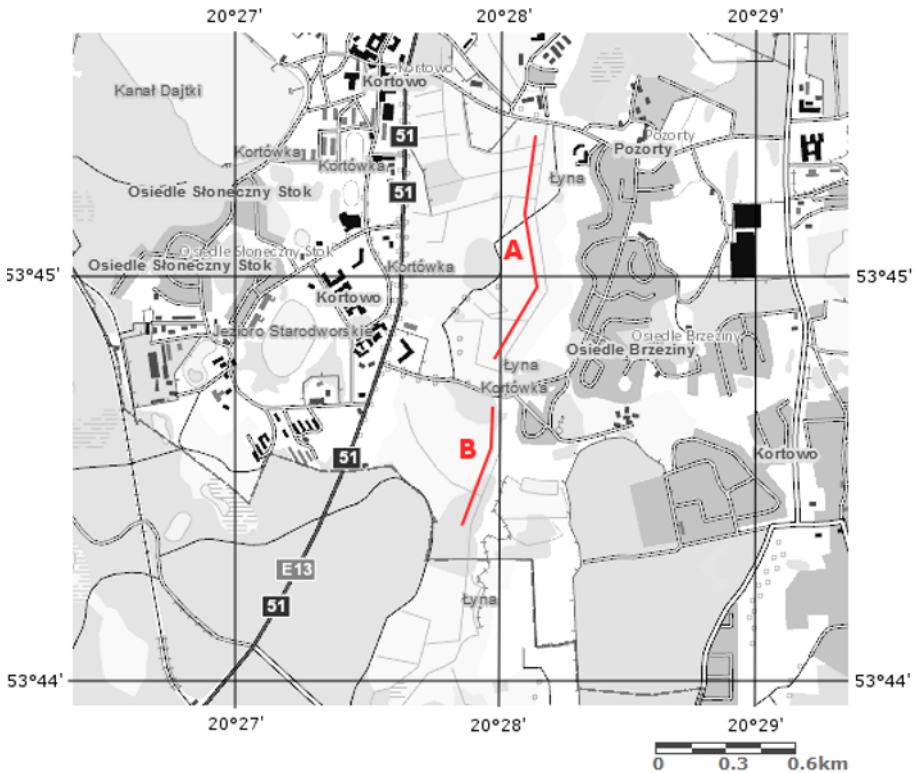 20°27' 20°28' 20°29'
Kortowo
Kortowo
Kanał Dajtki
51
Pozorty
Pozorty
Kortówka
Kortówka
Łyna
51
Osiedle Słoneczny Stok
A
Osiedle Słoneczny Stok
Osiedle Słoneczny Stok
Kortówka
53°45' 53°45'
Kortowo
Jezioro Starodworskie
Osiedle Brzeziny
Osiedle Brzeziny
Łyna
Kortówka
B
51
Kortowo
E13
Łyna
51
53°44' 53°44'
20°27' 20°28' 20°29'
0 0.3 0.6km